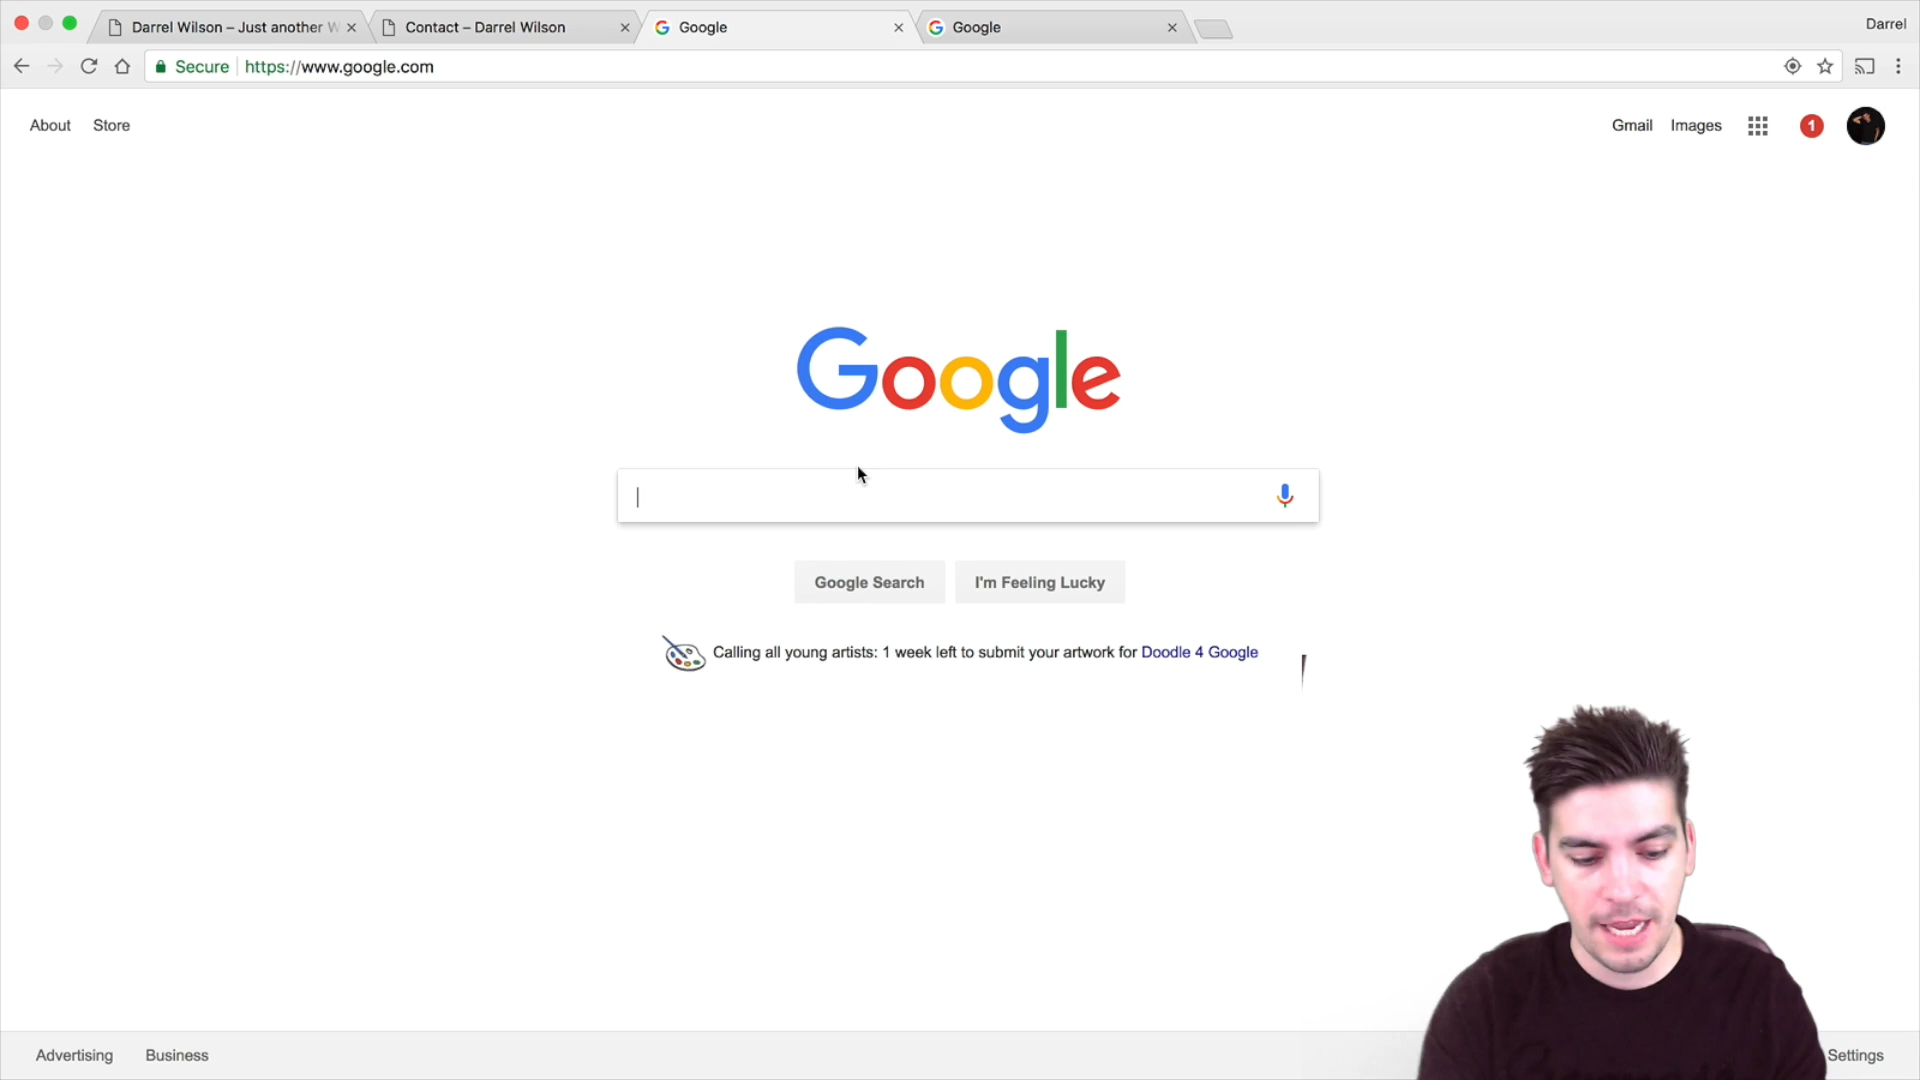 Darrel Wilson – Just another W
Contact – Darrel Wilson
Google
Google
Darrel
Secure
https://www.google.com
About
Store
Gmail
Images
1
Google
Google Search
I'm Feeling Lucky
Calling all young artists: 1 week left to submit your artwork for Doodle 4 Google
Advertising
Business
Settings